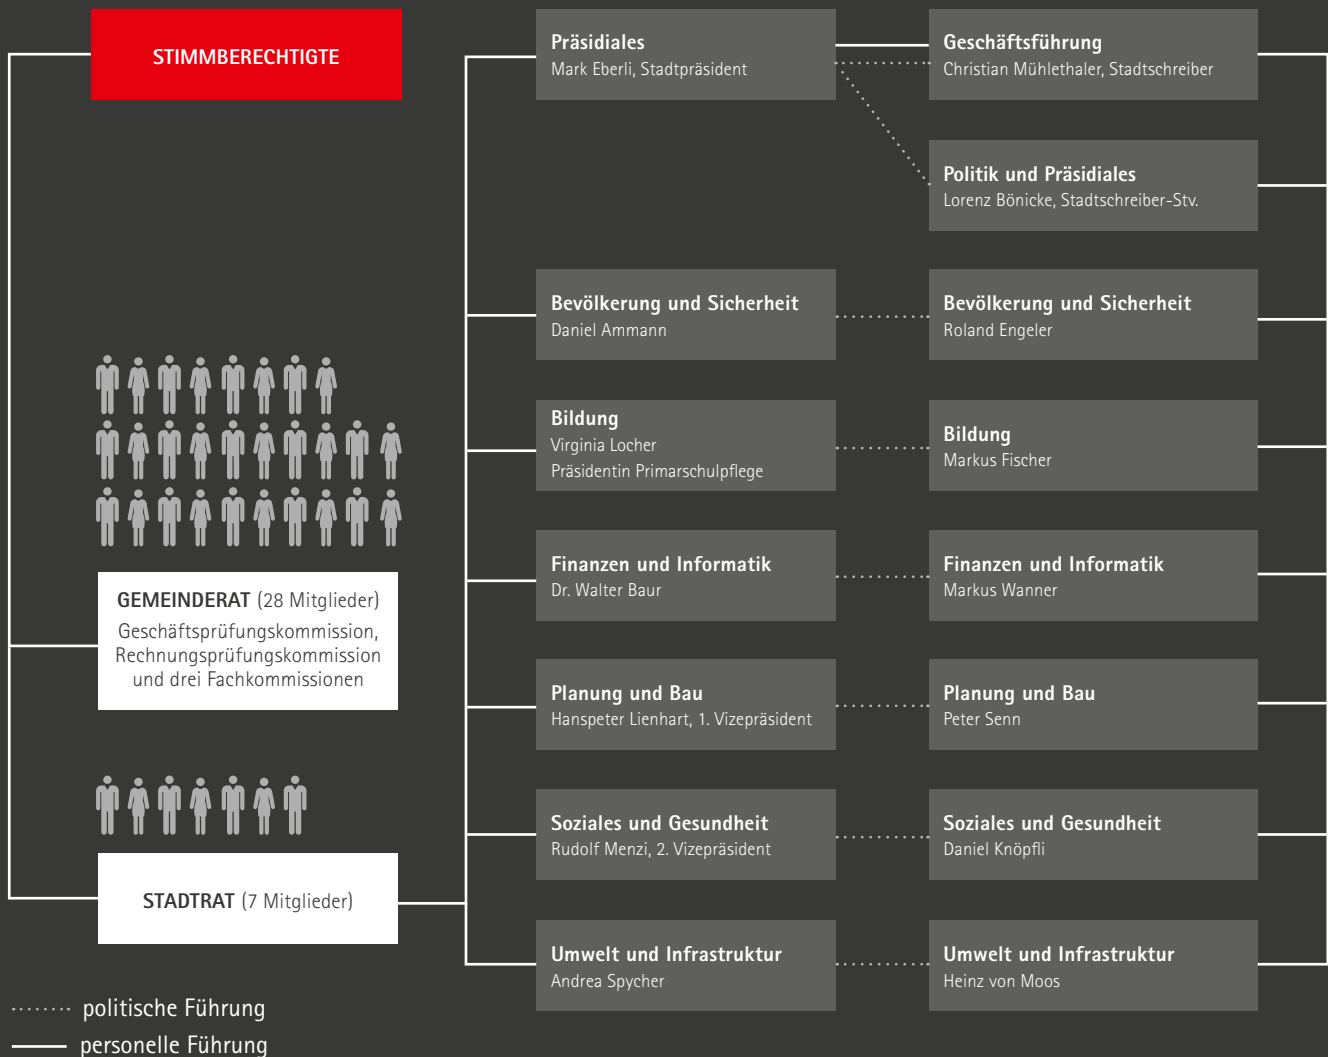 STIMMBERECHTIGTE
GEMEINDERAT (28 Mitglieder)
Geschäftsprüfungskommission,
Rechnungsprüfungskommission
und drei Fachkommissionen
STADTRAT (7 Mitglieder)
politische Führung
personelle Führung
Präsidiales
Mark Eberli, Stadtpräsident
Bevölkerung und Sicherheit
Daniel Ammann
Bildung
Virginia Locher
Präsidentin Primarschulpflege
Finanzen und Informatik
Dr. Walter Baur
Planung und Bau
Hanspeter Lienhart, 1. Vizepräsident
Soziales und Gesundheit
Rudolf Menzi, 2. Vizepräsident
Umwelt und Infrastruktur
Andrea Spycher
Geschäftsführung
Christian Mühlethaler, Stadtschreiber
Politik und Präsidiales
Lorenz Bönicke, Stadtschreiber-Stv.
Bevölkerung und Sicherheit
Roland Engeler
Bildung
Markus Fischer
Finanzen und Informatik
Markus Wanner
Planung und Bau
Peter Senn
Soziales und Gesundheit
Daniel Knöpfli
Umwelt und Infrastruktur
Heinz von Moos